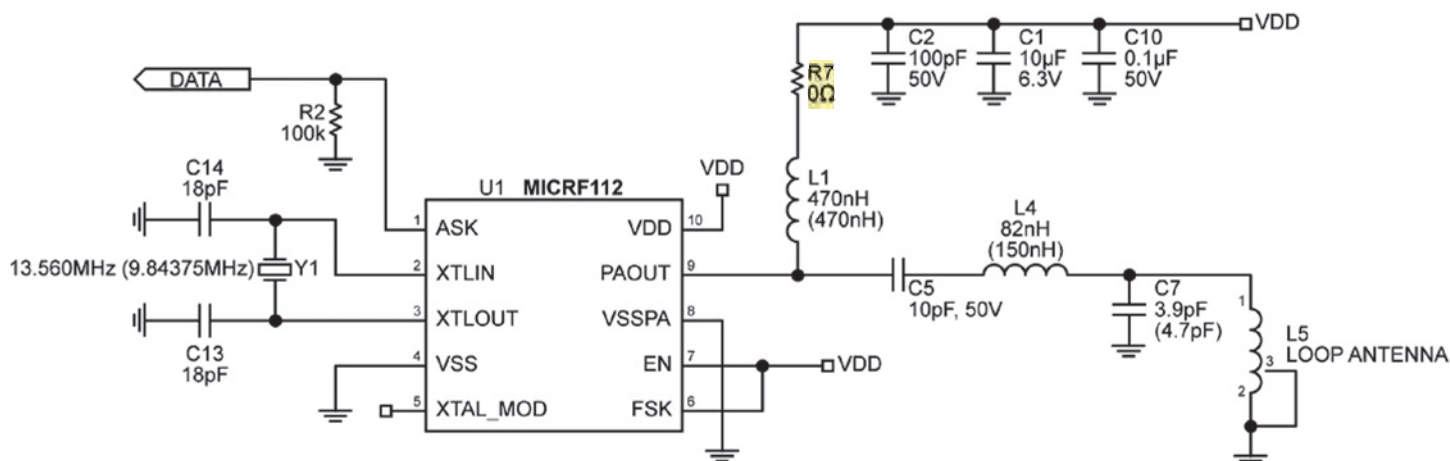 DATA
R2
100k
C14
18pF
13.560MHz (9.84375MHz)
Y1
C13
18pF
U1 MICRF112
1 ASK
2 XTLIN
3 XTLOUT
4 VSS
5 XTAL_MOD
VDD 10
PAOUT 9
VSSPA 8
EN 7
FSK 6
VDD
VDD
R7
0Ω
L1
470nH
(470nH)
C2
100pF
50V
C1
10µF
6.3V
C10
0.1µF
50V
VDD
C5
10pF, 50V
L4
82nH
(150nH)
C7
3.9pF
(4.7pF)
1
3
2
L5
LOOP ANTENNA